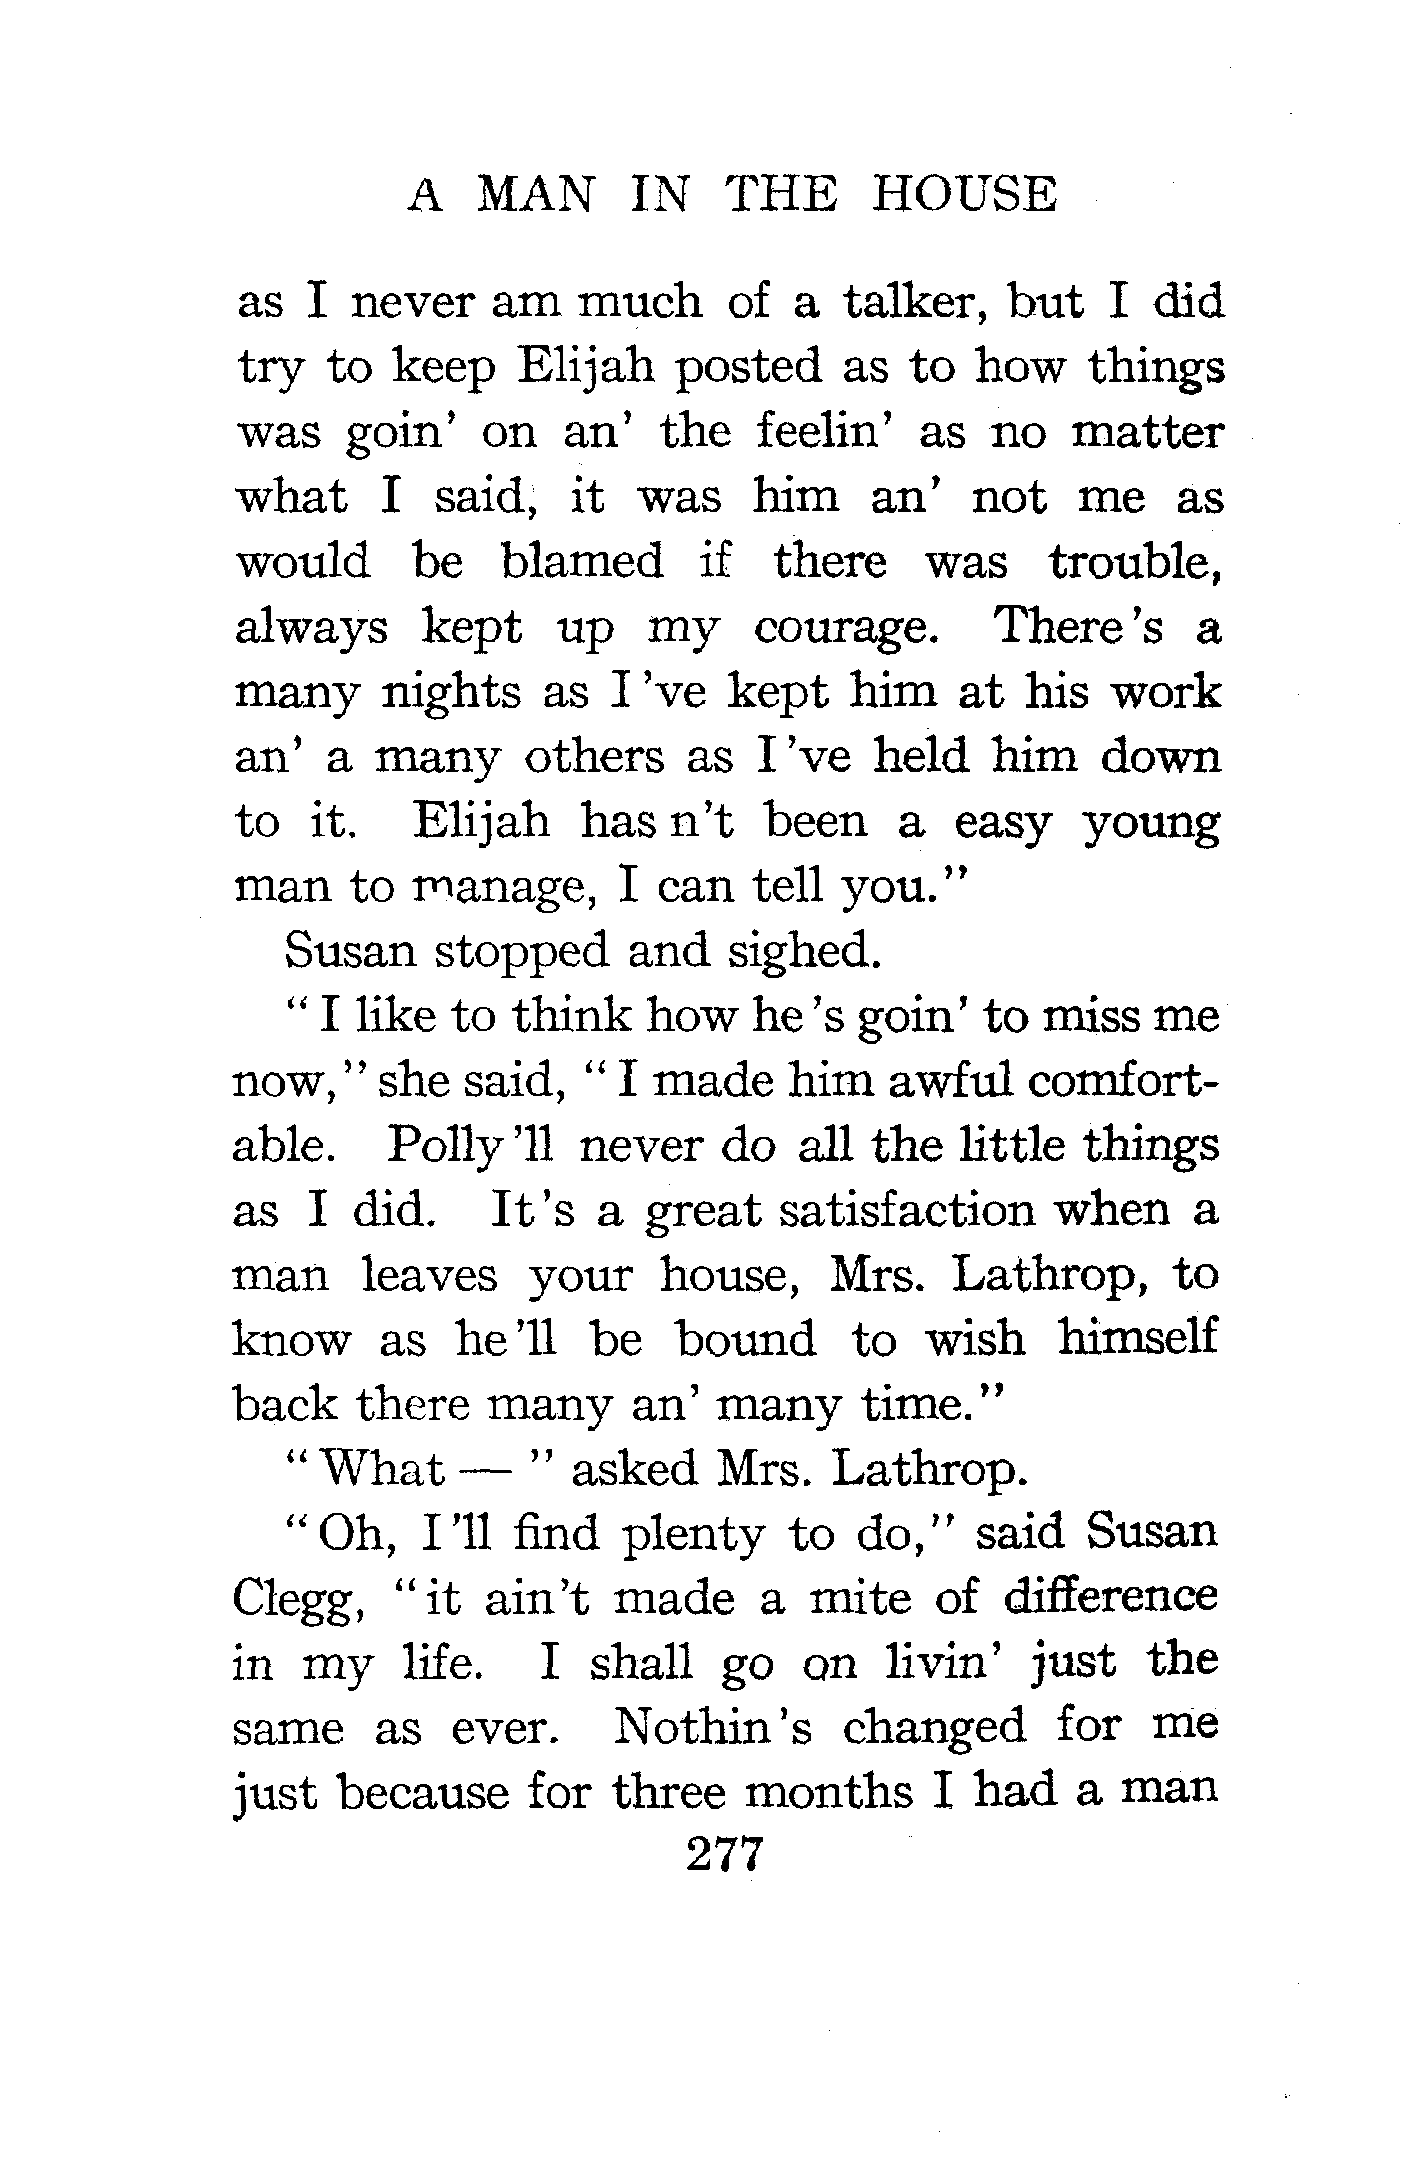 A MAN IN THE HOUSE
as I never am much of a talker, but I did
try to keep Elijah posted as to how things
was goin' on an' the feelin' as no matter
what I said, it was him an' not me as
would be blamed if there was trouble,
always kept up my courage. There's a
many nights as I've kept him at his work
an' a many others as I've held him down
to it. Elijah has n't been a easy young
man to manage, I can tell you."
Susan stopped and sighed.
"I like to think how he's goin' to miss me
now," she said, "I made him awful comfort-
able. Polly'll never do all the little things
as I did. It's a great satisfaction when a
man leaves your house, Mrs. Lathrop, to
know as he'll be bound to wish himself
back there many an' many time."
"What — " asked Mrs. Lathrop.
"Oh, I'll find plenty to do," said Susan
Clegg, "it ain't made a mite of difference
in my life. I shall go on livin' just the
same as ever. Nothin's changed for me
just because for three months I had a man
277